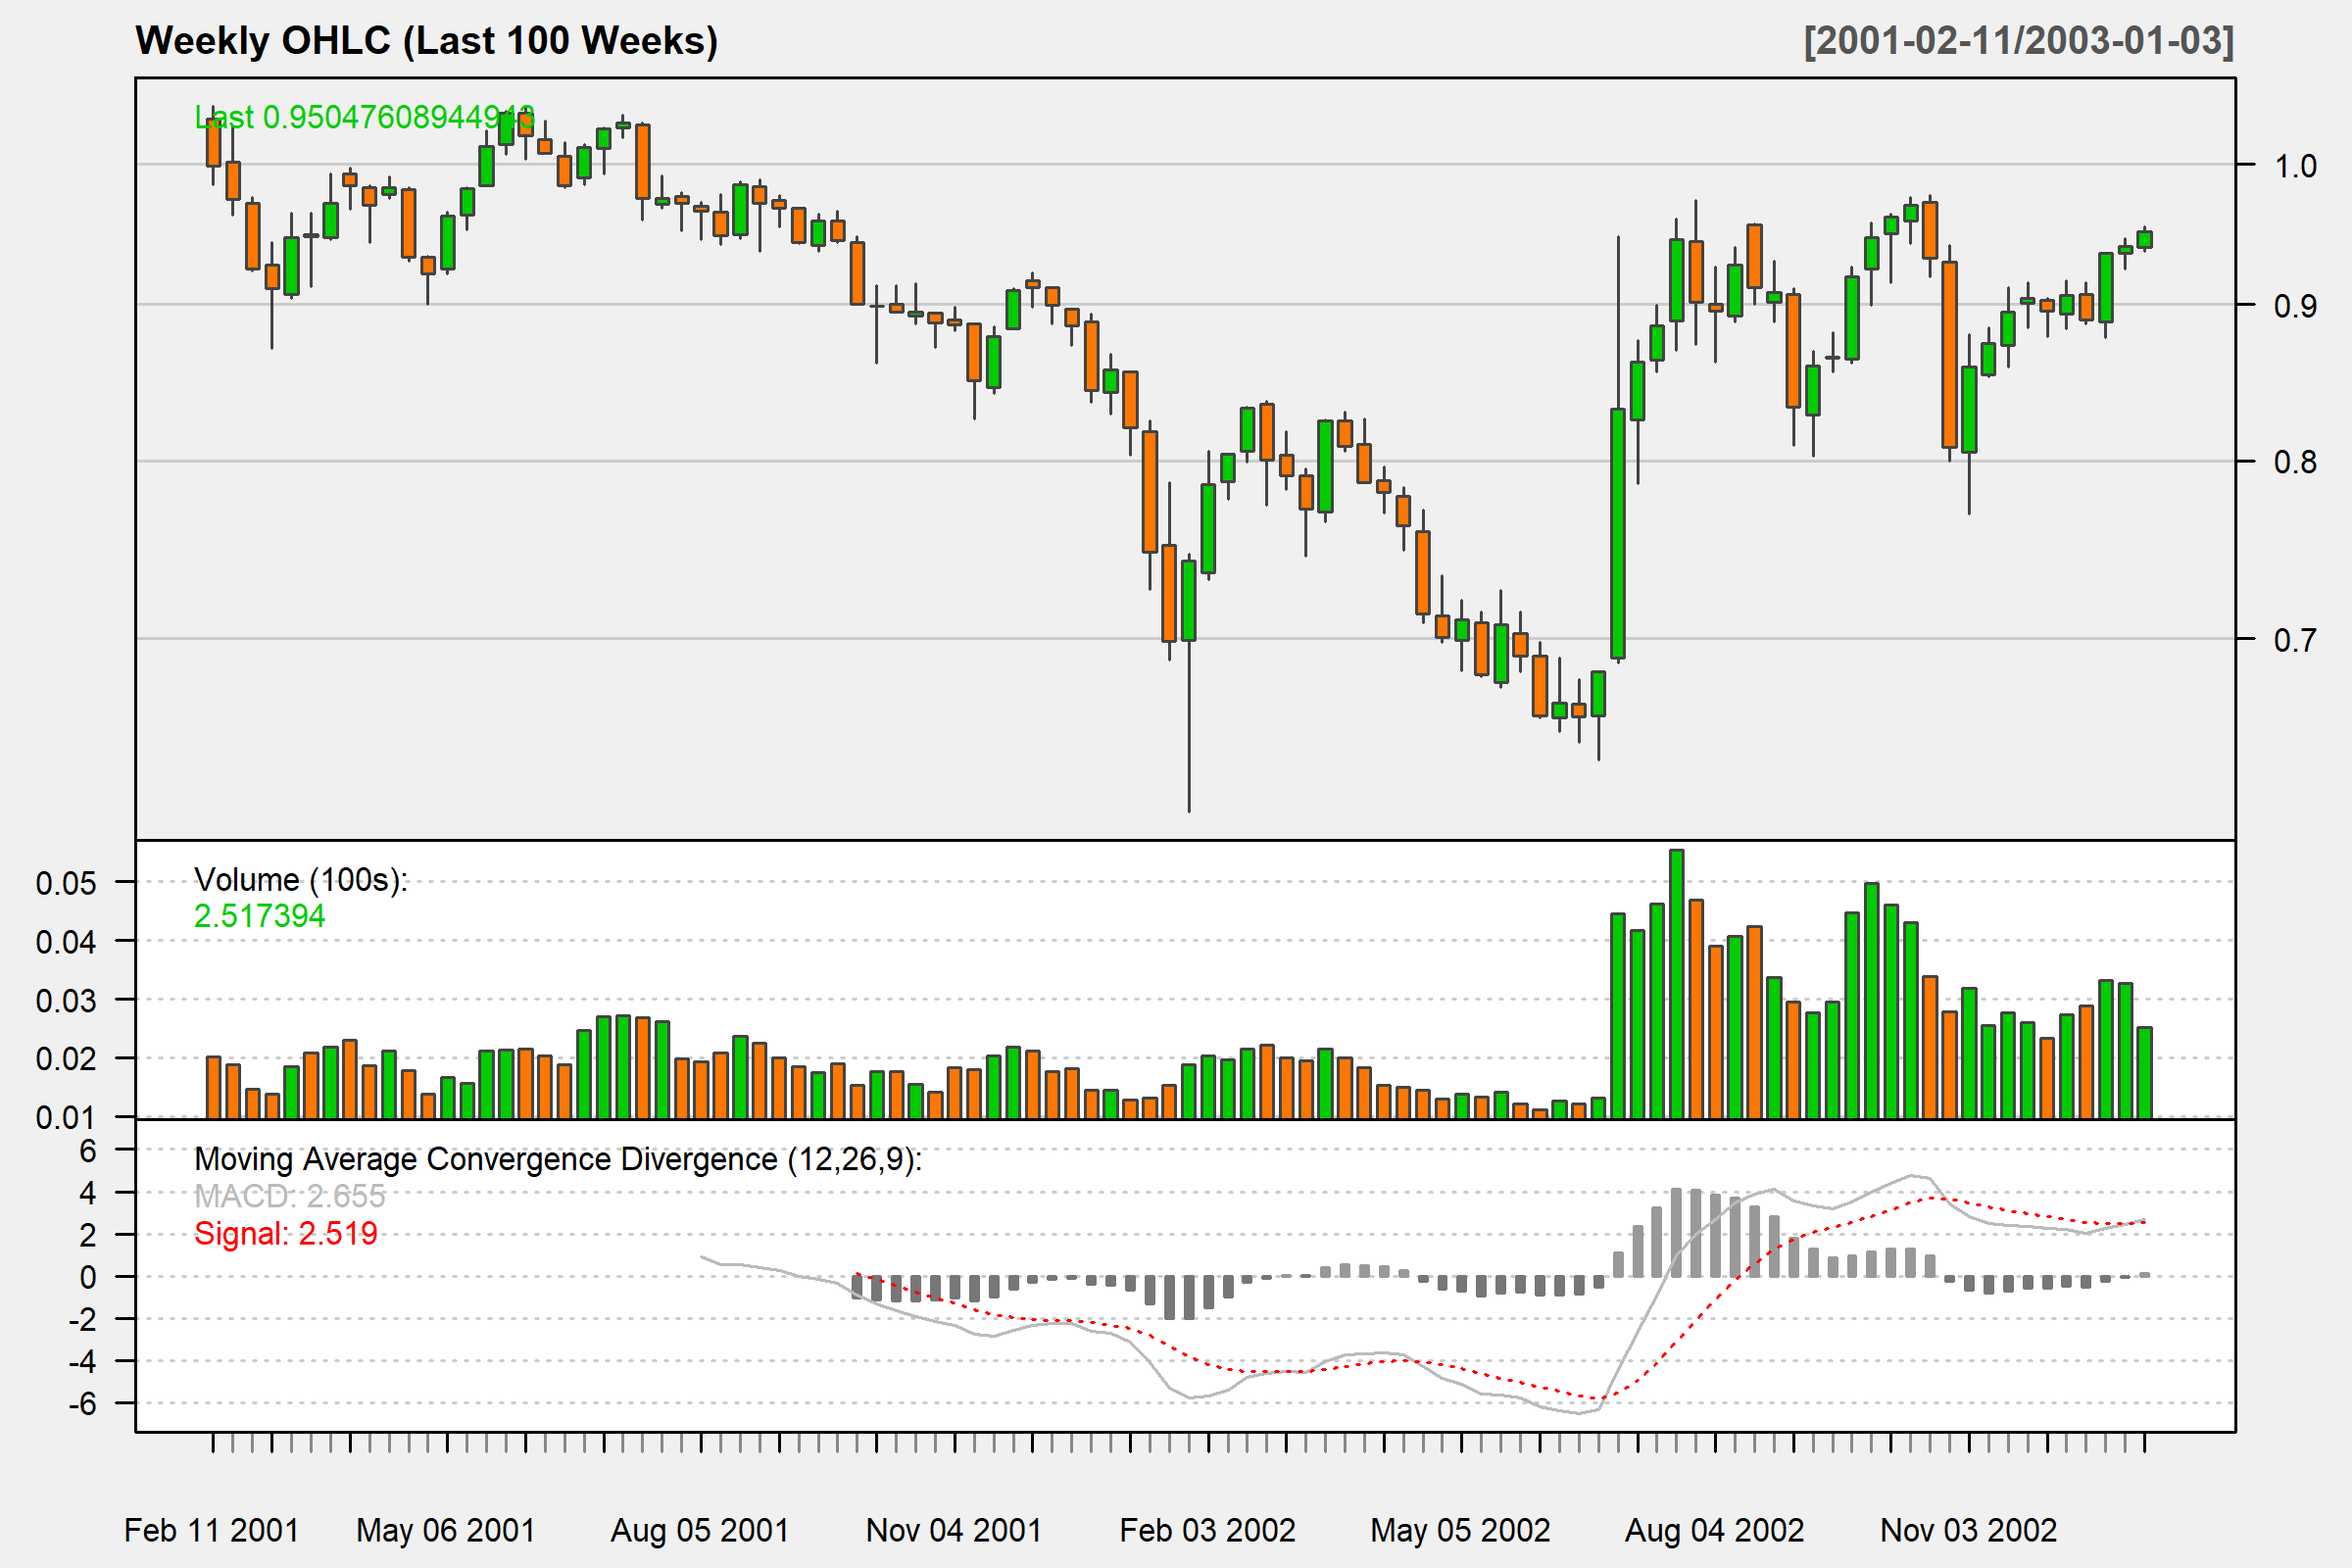 Weekly OHLC (Last 100 Weeks) [2001-02-11/2003-01-03]
Last 0.95047608944943
1.0
0.9
0.8
0.7
Volume (100s):
2.517394
0.05
0.04
0.03
0.02
0.01
Moving Average Convergence Divergence (12,26,9):
MACD: 2.655
Signal: 2.519
6
4
2
0
-2
-4
-6
Feb 11 2001 May 06 2001 Aug 05 2001 Nov 04 2001 Feb 03 2002 May 05 2002 Aug 04 2002 Nov 03 2002